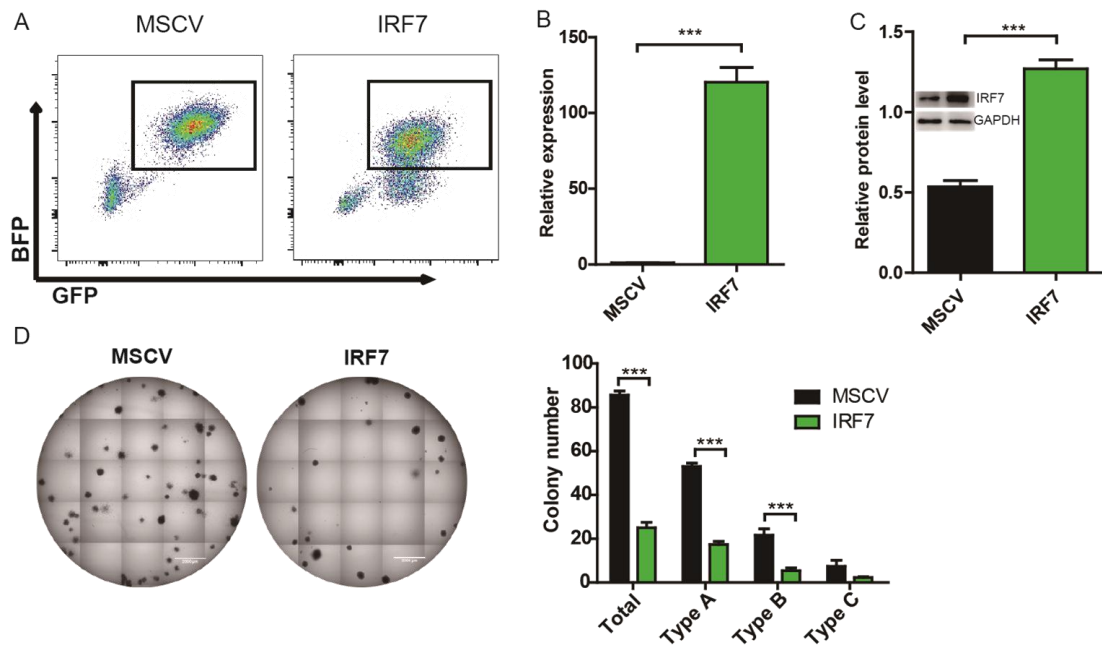 A
MSCV
IRF7
BFP
GFP
B
Relative expression
150
100
50
0
***
MSCV
IRF7
C
Relative protein level
1.5
1.0
0.5
0.0
***
IRF7
GAPDH
MSCV
IRF7
D
MSCV
IRF7
Colony number
100
80
60
40
20
0
***
***
***
MSCV
IRF7
Total
Type A
Type B
Type C